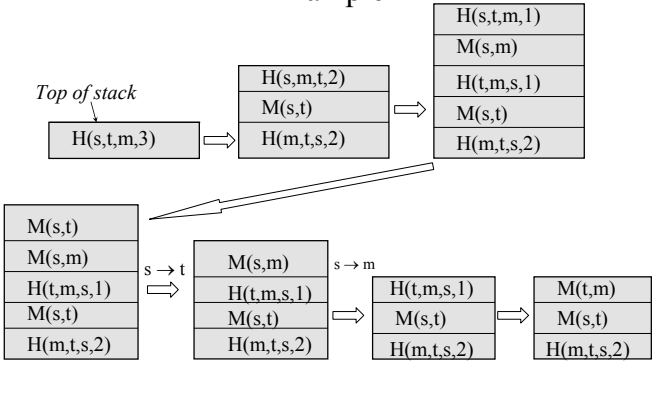 Top of stack
H(s,t,m,3)
H(s,m,t,2)
M(s,t)
H(m,t,s,2)
H(s,t,m,1)
M(s,m)
H(t,m,s,1)
M(s,t)
H(m,t,s,2)
M(s,t)
M(s,m)
H(t,m,s,1)
M(s,t)
H(m,t,s,2)
s → t
M(s,m)
H(t,m,s,1)
M(s,t)
H(m,t,s,2)
s → m
H(t,m,s,1)
M(s,t)
H(m,t,s,2)
M(t,m)
M(s,t)
H(m,t,s,2)